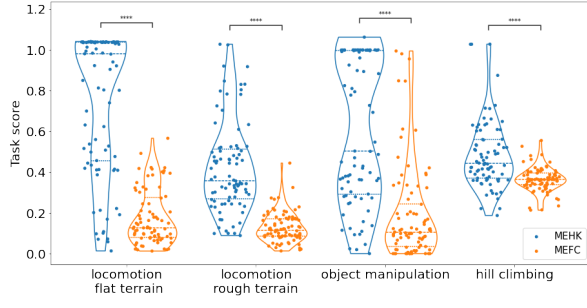 **** **** **** ****
1.2
1.0
0.8
0.6
0.4
0.2
0.0
Task score
MEHK
MEFC
locomotion flat terrain
locomotion rough terrain
object manipulation
hill climbing